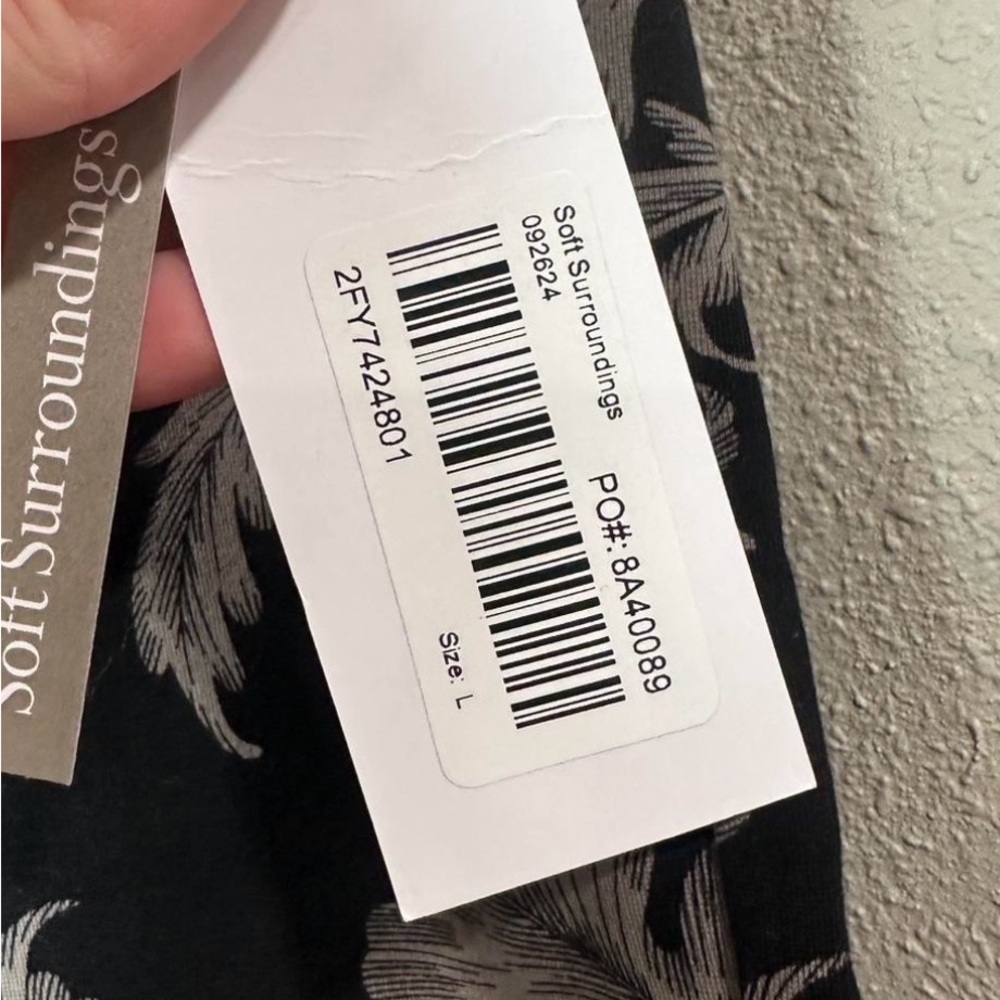 Soft Surroundings
Soft Surroundings
092624
PO#: 8A40089
2FY7424801
Size: L